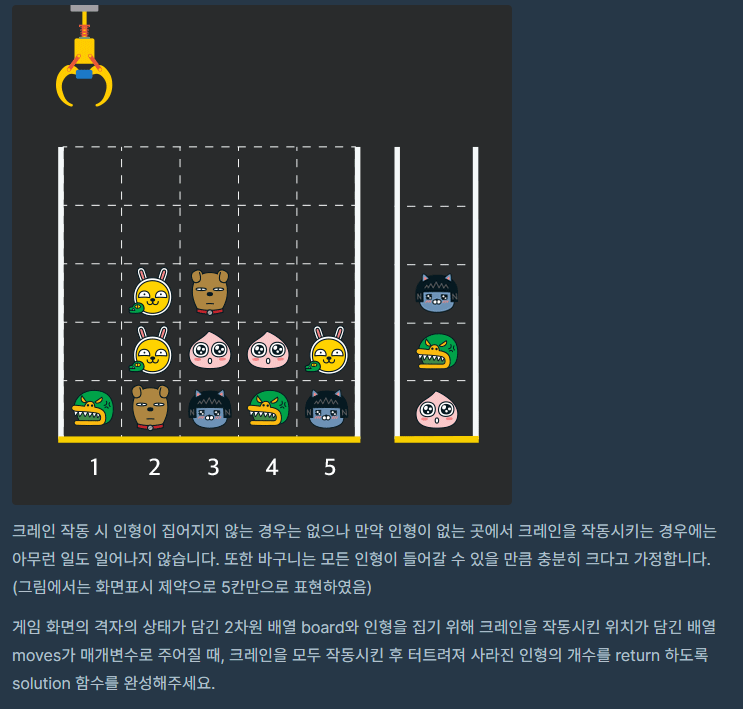 1 2 3 4 5
크레인 작동 시 인형이 집어지지 않는 경우는 없으나 만약 인형이 없는 곳에서 크레인을 작동시키는 경우에는
아무런 일도 일어나지 않습니다. 또한 바구니는 모든 인형이 들어갈 수 있을 만큼 충분히 크다고 가정합니다.
(그림에서는 화면표시 제약으로 5칸만으로 표현하였음)
게임 화면의 격자의 상태가 담긴 2차원 배열 board와 인형을 집기 위해 크레인을 작동시킨 위치가 담긴 배열
moves가 매개변수로 주어질 때, 크레인을 모두 작동시킨 후 터트려져 사라진 인형의 개수를 return 하도록
solution 함수를 완성해주세요.